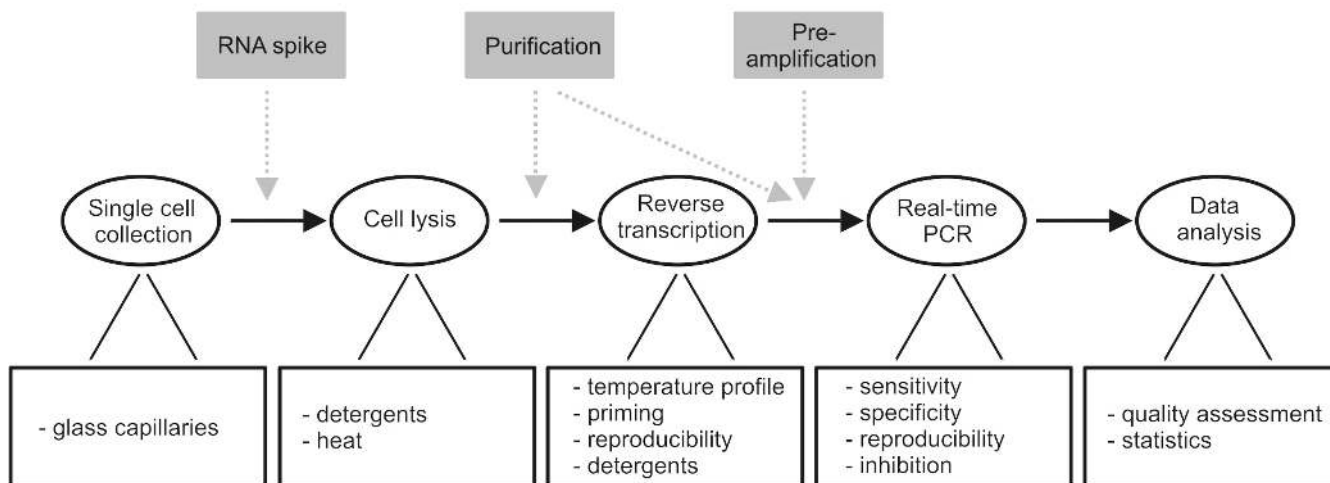 RNA spike
Purification
Pre-
amplification
Single cell
collection
Cell lysis
Reverse
transcription
Real-time
PCR
Data
analysis
- glass capillaries
- detergents
- heat
- temperature profile
- priming
- reproducibility
- detergents
- sensitivity
- specificity
- reproducibility
- inhibition
- quality assessment
- statistics